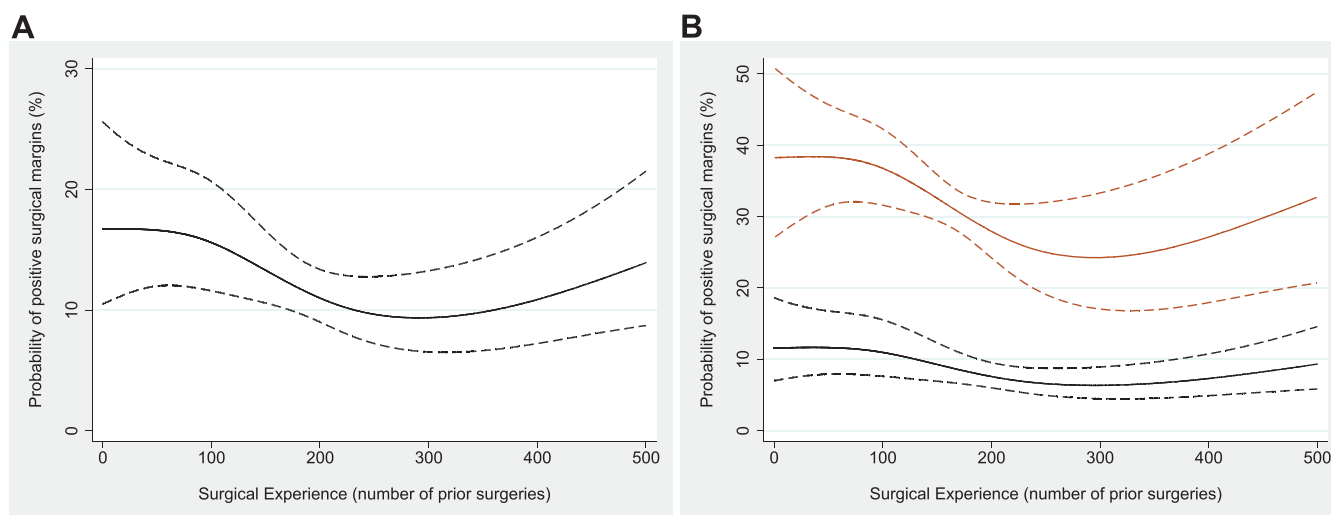 A
Probability of positive surgical margins (%)
30
20
10
0
0 100 200 300 400 500
Surgical Experience (number of prior surgeries)
B
Probability of positive surgical margins (%)
50
40
30
20
10
0
0 100 200 300 400 500
Surgical Experience (number of prior surgeries)